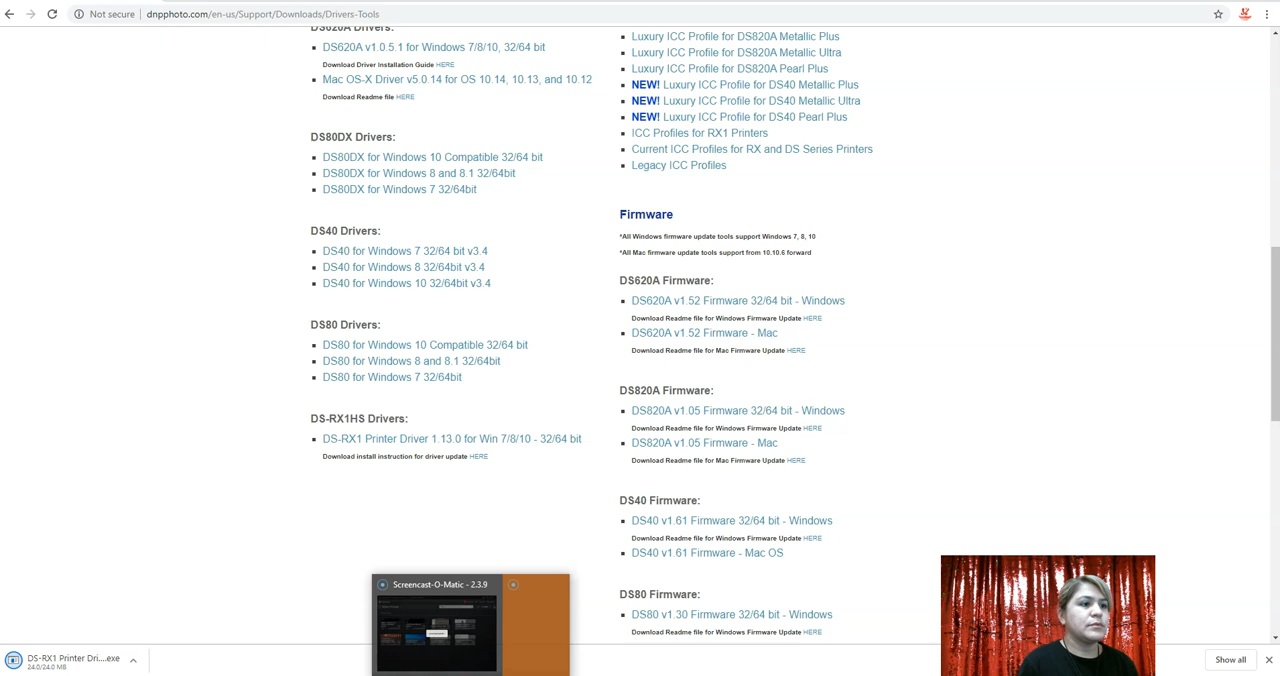 Not secure
dnpphoto.com/en-us/Support/Downloads/Drivers-Tools
DS620A Drivers:
DS620A v1.0.5.1 for Windows 7/8/10, 32/64 bit
Download Driver Installation Guide HERE
Mac OS-X Driver v5.0.14 for OS 10.14, 10.13, and 10.12
Download Readme file HERE
DS80DX Drivers:
DS80DX for Windows 10 Compatible 32/64 bit
DS80DX for Windows 8 and 8.1 32/64bit
DS80DX for Windows 7 32/64bit
DS40 Drivers:
DS40 for Windows 7 32/64 bit v3.4
DS40 for Windows 8 32/64bit v3.4
DS40 for Windows 10 32/64bit v3.4
DS80 Drivers:
DS80 for Windows 10 Compatible 32/64 bit
DS80 for Windows 8 and 8.1 32/64bit
DS80 for Windows 7 32/64bit
DS-RX1HS Drivers:
DS-RX1 Printer Driver 1.13.0 for Win 7/8/10 - 32/64 bit
Download install instruction for driver update HERE
Luxury ICC Profile for DS820A Metallic Plus
Luxury ICC Profile for DS820A Metallic Ultra
Luxury ICC Profile for DS820A Pearl Plus
NEW! Luxury ICC Profile for DS40 Metallic Plus
NEW! Luxury ICC Profile for DS40 Metallic Ultra
NEW! Luxury ICC Profile for DS40 Pearl Plus
ICC Profiles for RX1 Printers
Current ICC Profiles for RX and DS Series Printers
Legacy ICC Profiles
Firmware
*All Windows firmware update tools support Windows 7, 8, 10
*All Mac firmware update tools support from 10.10.6 forward
DS620A Firmware:
DS620A v1.52 Firmware 32/64 bit - Windows
Download Readme file for Windows Firmware Update HERE
DS620A v1.52 Firmware - Mac
Download Readme file for Mac Firmware Update HERE
DS820A Firmware:
DS820A v1.05 Firmware 32/64 bit - Windows
Download Readme file for Windows Firmware Update HERE
DS820A v1.05 Firmware - Mac
Download Readme file for Mac Firmware Update HERE
DS40 Firmware:
DS40 v1.61 Firmware 32/64 bit - Windows
Download Readme file for Windows Firmware Update HERE
DS40 v1.61 Firmware - Mac OS
DS80 Firmware:
DS80 v1.30 Firmware 32/64 bit - Windows
Download Readme file for Windows Firmware Update HERE
Screencast-O-Matic - 2.3.9
DS-RX1 Printer Dri....exe
24.0/24.0 MB
Show all